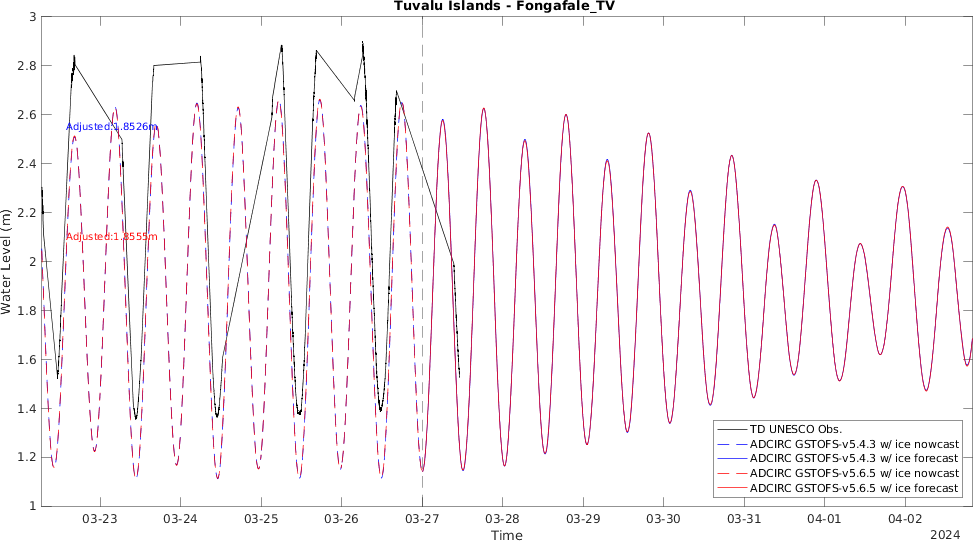 Tuvalu Islands - Fongafale_TV
3
2.8
2.6
2.4
2.2
2
1.8
1.6
1.4
1.2
1
Water Level (m)
Adjusted:1.8526m
Adjusted:1.8555m
TD UNESCO Obs.
ADCIRC GSTOFS-v5.4.3 w/ ice nowcast
ADCIRC GSTOFS-v5.4.3 w/ ice forecast
ADCIRC GSTOFS-v5.6.5 w/ ice nowcast
ADCIRC GSTOFS-v5.6.5 w/ ice forecast
03-23 03-24 03-25 03-26 03-27 03-28 03-29 03-30 03-31 04-01 04-02
Time
2024